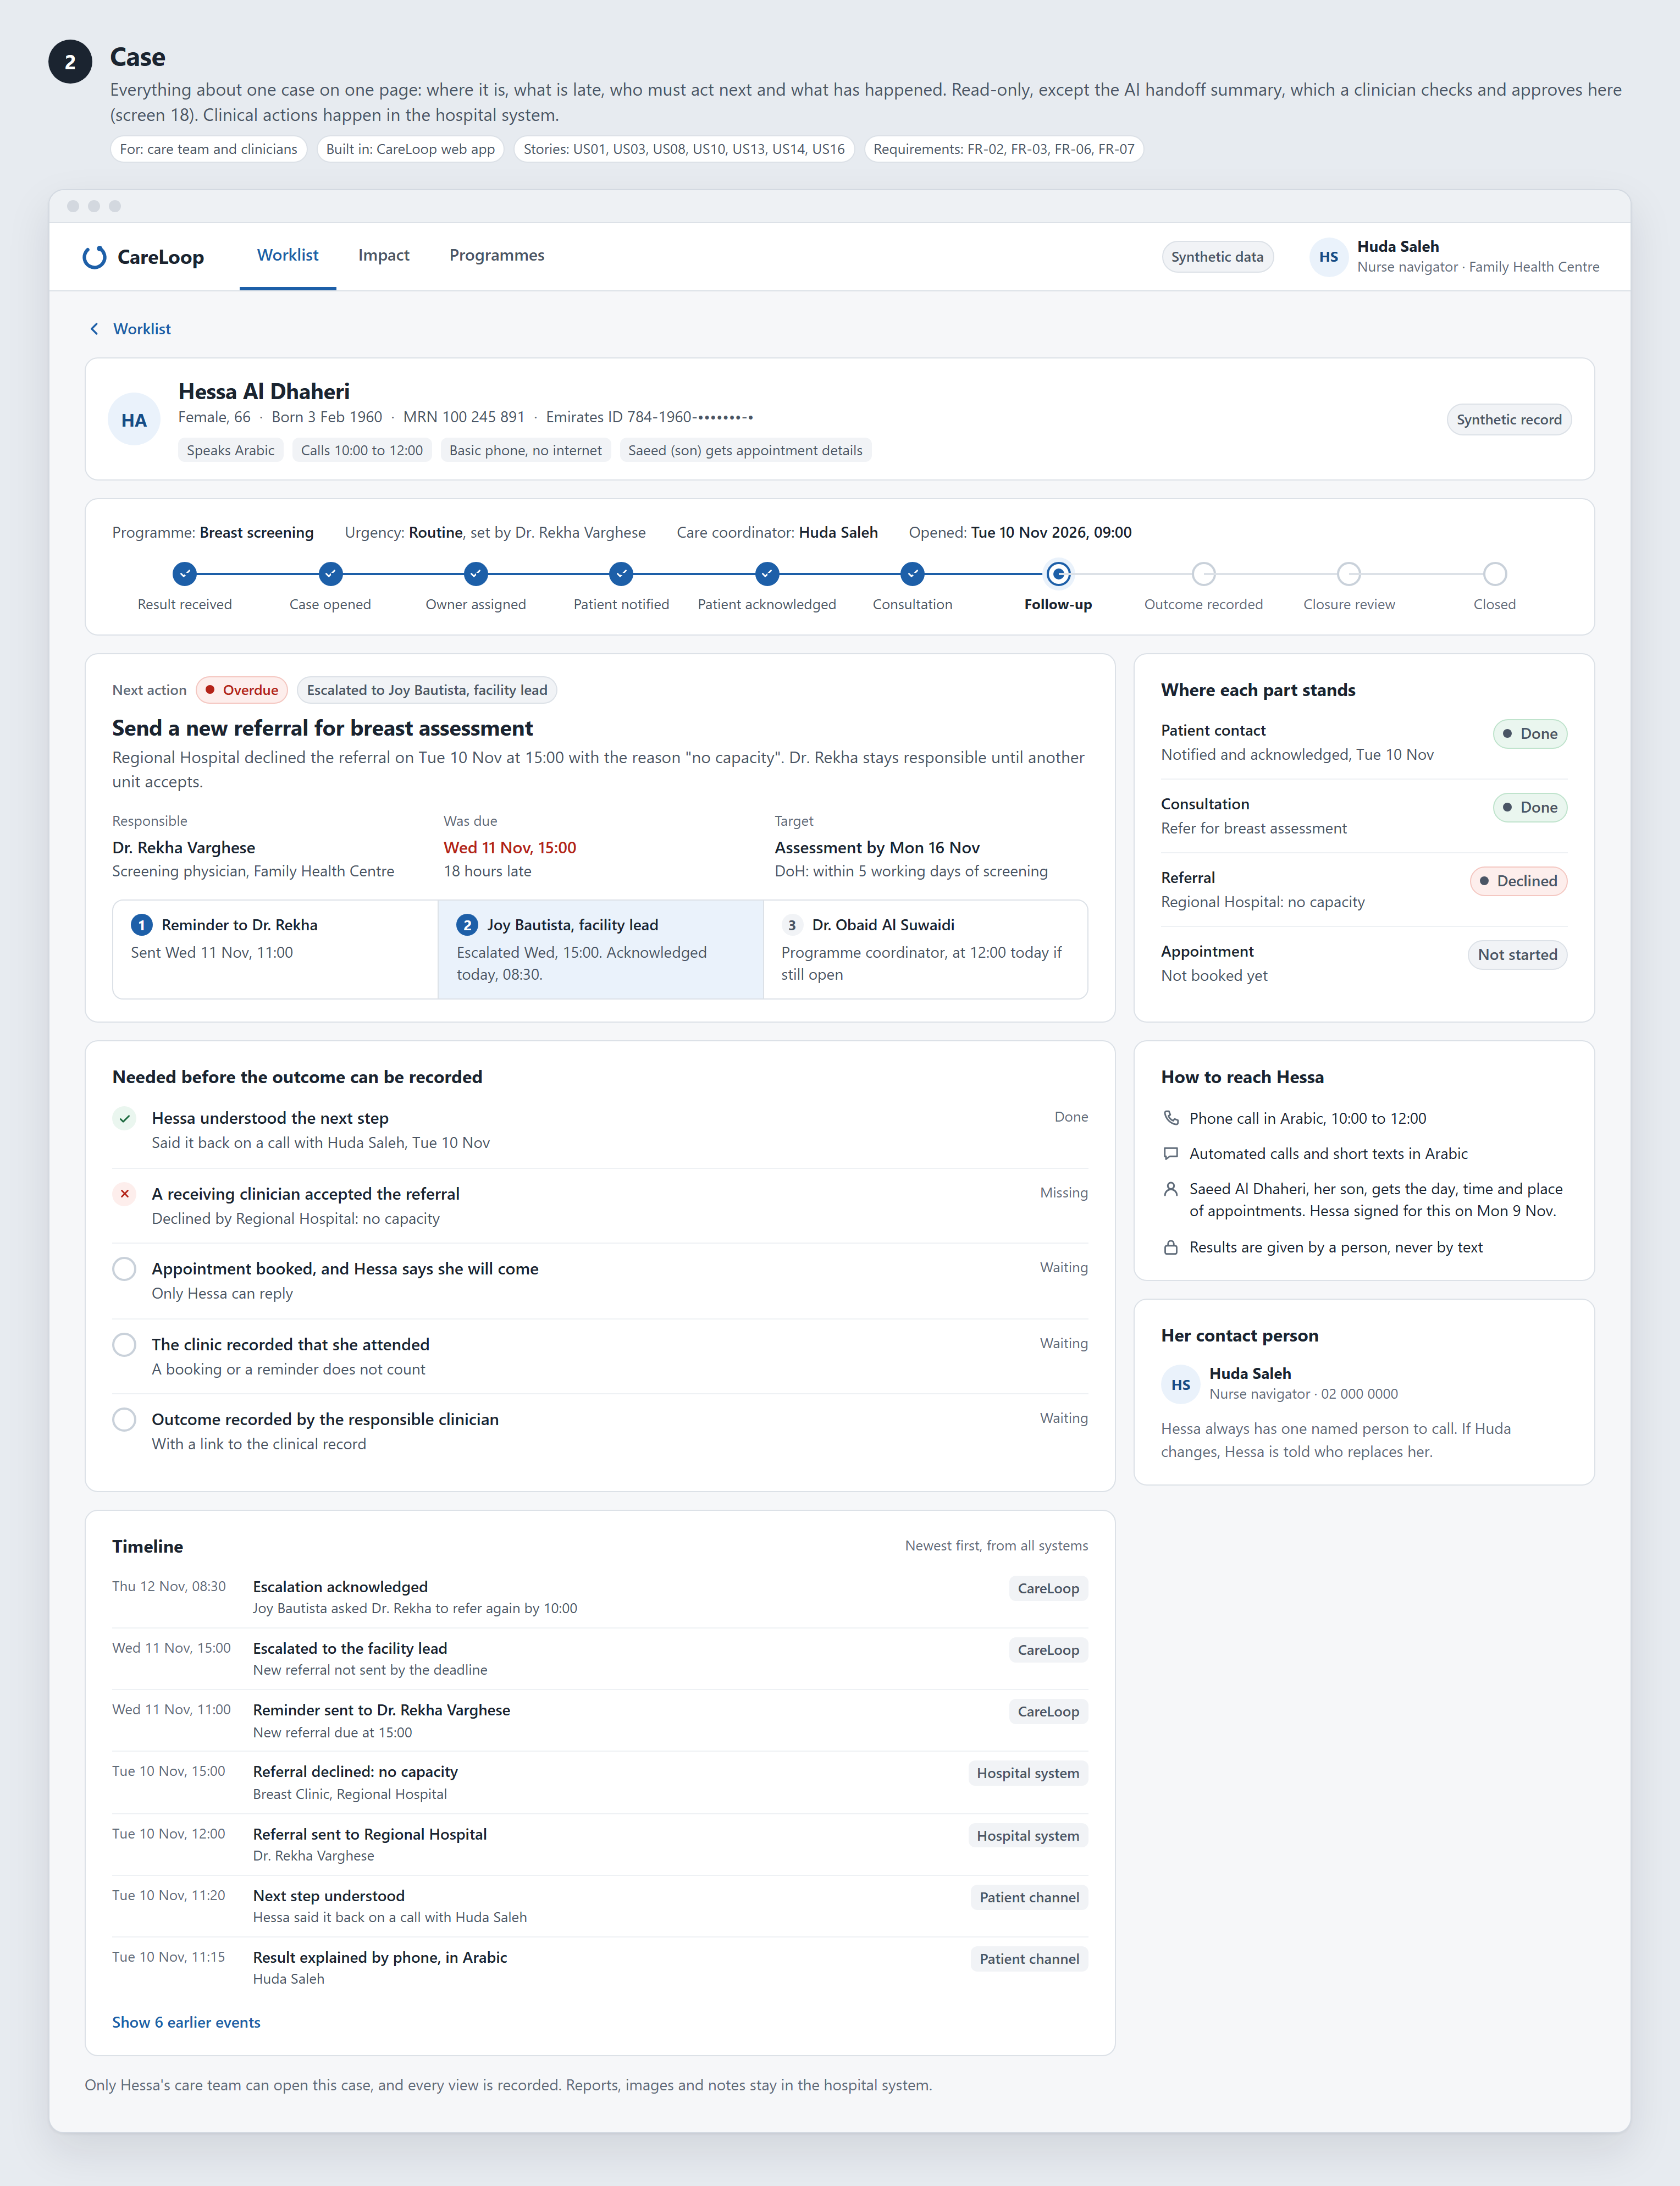 2
Case
Everything about one case on one page: where it is, what is late, who must act next and what has happened. Read-only, except the AI handoff summary, which a clinician checks and approves here
(screen 18). Clinical actions happen in the hospital system.
For: care team and clinicians
Built in: CareLoop web app
Stories: US01, US03, US08, US10, US13, US14, US16
Requirements: FR-02, FR-03, FR-06, FR-07
CareLoop
Worklist
Impact
Programmes
Synthetic data
HS
Huda Saleh
Nurse navigator · Family Health Centre
Worklist
HA
Hessa Al Dhaheri
Female, 66 · Born 3 Feb 1960 · MRN 100 245 891 · Emirates ID 784-1960-•••••••-•
Speaks Arabic
Calls 10:00 to 12:00
Basic phone, no internet
Saeed (son) gets appointment details
Synthetic record
Programme: Breast screening
Urgency: Routine, set by Dr. Rekha Varghese
Care coordinator: Huda Saleh
Opened: Tue 10 Nov 2026, 09:00
Result received
Case opened
Owner assigned
Patient notified
Patient acknowledged
Consultation
Follow-up
Outcome recorded
Closure review
Closed
Next action
Overdue
Escalated to Joy Bautista, facility lead
Send a new referral for breast assessment
Regional Hospital declined the referral on Tue 10 Nov at 15:00 with the reason "no capacity". Dr. Rekha stays responsible until another
unit accepts.
Responsible
Dr. Rekha Varghese
Screening physician, Family Health Centre
Was due
Wed 11 Nov, 15:00
18 hours late
Target
Assessment by Mon 16 Nov
DoH: within 5 working days of screening
1
Reminder to Dr. Rekha
Sent Wed 11 Nov, 11:00
2
Joy Bautista, facility lead
Escalated Wed, 15:00. Acknowledged
today, 08:30.
3
Dr. Obaid Al Suwaidi
Programme coordinator, at 12:00 today if
still open
Where each part stands
Patient contact
Notified and acknowledged, Tue 10 Nov
Done
Consultation
Refer for breast assessment
Done
Referral
Regional Hospital: no capacity
Declined
Appointment
Not booked yet
Not started
Needed before the outcome can be recorded
Hessa understood the next step
Said it back on a call with Huda Saleh, Tue 10 Nov
Done
A receiving clinician accepted the referral
Declined by Regional Hospital: no capacity
Missing
Appointment booked, and Hessa says she will come
Only Hessa can reply
Waiting
The clinic recorded that she attended
A booking or a reminder does not count
Waiting
Outcome recorded by the responsible clinician
With a link to the clinical record
Waiting
How to reach Hessa
Phone call in Arabic, 10:00 to 12:00
Automated calls and short texts in Arabic
Saeed Al Dhaheri, her son, gets the day, time and place
of appointments. Hessa signed for this on Mon 9 Nov.
Results are given by a person, never by text
Her contact person
HS
Huda Saleh
Nurse navigator · 02 000 0000
Hessa always has one named person to call. If Huda
changes, Hessa is told who replaces her.
Timeline
Newest first, from all systems
Thu 12 Nov, 08:30
Escalation acknowledged
Joy Bautista asked Dr. Rekha to refer again by 10:00
CareLoop
Wed 11 Nov, 15:00
Escalated to the facility lead
New referral not sent by the deadline
CareLoop
Wed 11 Nov, 11:00
Reminder sent to Dr. Rekha Varghese
New referral due at 15:00
CareLoop
Tue 10 Nov, 15:00
Referral declined: no capacity
Breast Clinic, Regional Hospital
Hospital system
Tue 10 Nov, 12:00
Referral sent to Regional Hospital
Dr. Rekha Varghese
Hospital system
Tue 10 Nov, 11:20
Next step understood
Hessa said it back on a call with Huda Saleh
Patient channel
Tue 10 Nov, 11:15
Result explained by phone, in Arabic
Huda Saleh
Patient channel
Show 6 earlier events
Only Hessa's care team can open this case, and every view is recorded. Reports, images and notes stay in the hospital system.